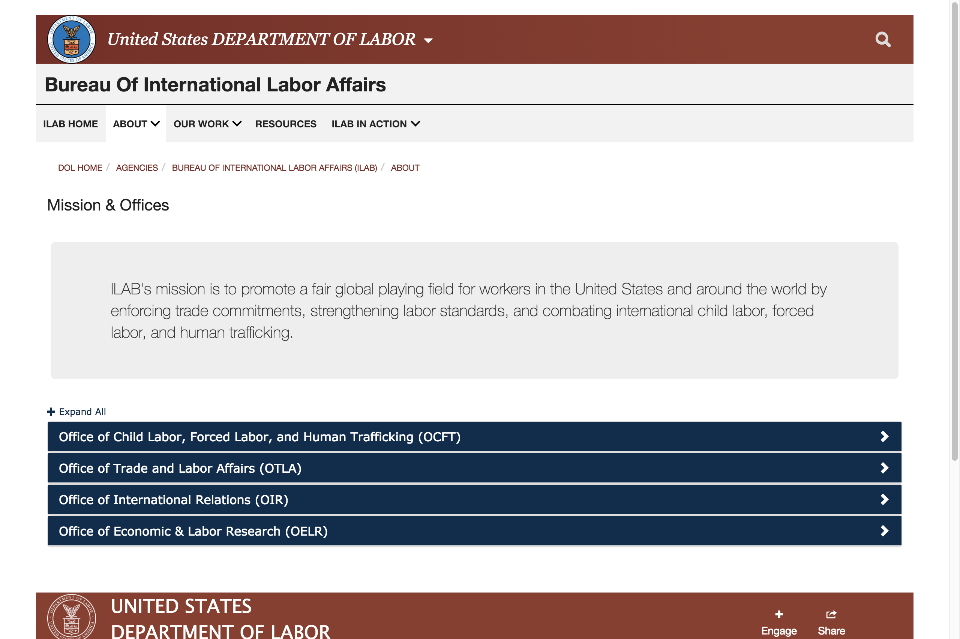 United States DEPARTMENT OF LABOR
Bureau Of International Labor Affairs
ILAB HOME ABOUT OUR WORK RESOURCES ILAB IN ACTION
DOL HOME / AGENCIES / BUREAU OF INTERNATIONAL LABOR AFFAIRS (ILAB) / ABOUT
Mission & Offices
ILAB's mission is to promote a fair global playing field for workers in the United States and around the world by
enforcing trade commitments, strengthening labor standards, and combating international child labor, forced
labor, and human trafficking.
Expand All
Office of Child Labor, Forced Labor, and Human Trafficking (OCFT)
Office of Trade and Labor Affairs (OTLA)
Office of International Relations (OIR)
Office of Economic & Labor Research (OELR)
UNITED STATES
DEPARTMENT OF LABOR
Engage Share